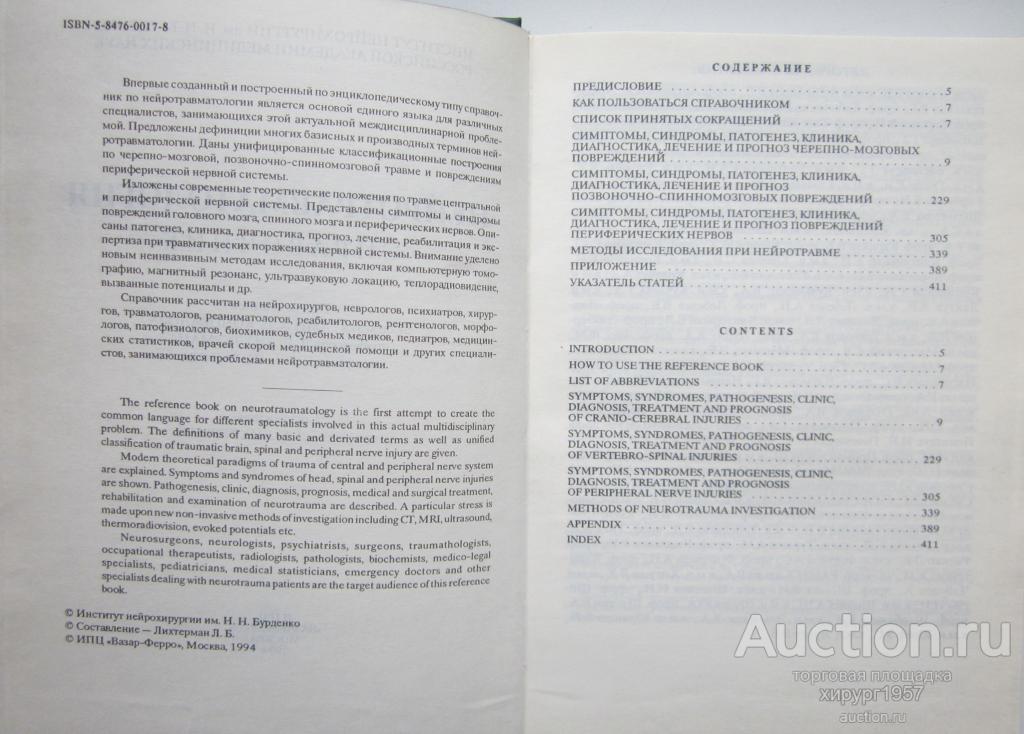 ISBN-5-8476-0017-8
Впервые созданный и построенный по энциклопедическому типу справоч-
ник по нейротравматологии является основой единого языка для различных
специалистов, занимающихся этой актуальной междисциплинарной пробле-
мой. Предложены дефиниции многих базисных и производных терминов ней-
ротравматологии. Даны унифицированные классификационные построения
по черепно-мозговой, позвоночно-спинномозговой травме и повреждениям
периферической нервной системы.
Изложены современные теоретические положения по травме центральной
и периферической нервной системы. Представлены симптомы и синдромы
повреждений головного мозга, спинного мозга и периферических нервов. Опи-
саны патогенез, клиника, диагностика, прогноз, лечение, реабилитация и экс-
пертиза при травматических поражениях нервной системы. Внимание уделено
новым неинвазивным методам исследования, включая компьютерную томо-
графию, магнитный резонанс, ультразвуковую локацию, теплорадиовидение,
вызванные потенциалы и др.
Справочник рассчитан на нейрохирургов, неврологов, психиатров, хирур-
гов, травматологов, реаниматологов, реабилитологов, рентгенологов, морфо-
логов, патофизиологов, биохимиков, судебных медиков, педиатров, медицин-
ских статистиков, врачей скорой медицинской помощи и других специали-
стов, занимающихся проблемами нейротравматологии.
The reference book on neurotraumatology is the first attempt to create the
common language for different specialists involved in this actual multidisciplinary
problem. The definitions of many basic and derivated terms as well as unified
classification of traumatic brain, spinal and peripheral nerve injury are given.
Modern theoretical paradigms of trauma of central and peripheral nerve system
are explained. Symptoms and syndromes of head, spinal and peripheral nerve injuries
are shown. Pathogenesis, clinic, diagnosis, prognosis, medical and surgical treatment,
rehabilitation and examination of neurotrauma are described. A particular stress is
made upon new non-invasive methods of investigation including CT, MRI, ultrasound,
thermoradiovision, evoked potentials etc.
Neurosurgeons, neurologists, psychiatrists, surgeons, traumathologists,
occupational therapeutists, radiologists, pathologists, biochemists, medico-legal
specialists, pediatricians, medical statisticians, emergency doctors and other
specialists dealing with neurotrauma patients are the target audience of this reference
book.
© Институт нейрохирургии им. Н. Н. Бурденко
© Составление — Лихтерман Л. Б.
© ИПЦ «Вазар-Ферро», Москва, 1994
СОДЕРЖАНИЕ
ПРЕДИСЛОВИЕ . . . . . 5
КАК ПОЛЬЗОВАТЬСЯ СПРАВОЧНИКОМ . . . . . 7
СПИСОК ПРИНЯТЫХ СОКРАЩЕНИЙ . . . . . 7
СИМПТОМЫ, СИНДРОМЫ, ПАТОГЕНЕЗ, КЛИНИКА,
ДИАГНОСТИКА, ЛЕЧЕНИЕ И ПРОГНОЗ ЧЕРЕПНО-МОЗГОВЫХ
ПОВРЕЖДЕНИЙ . . . . . 9
СИМПТОМЫ, СИНДРОМЫ, ПАТОГЕНЕЗ, КЛИНИКА,
ДИАГНОСТИКА, ЛЕЧЕНИЕ И ПРОГНОЗ
ПОЗВОНОЧНО-СПИННОМОЗГОВЫХ ПОВРЕЖДЕНИЙ . . . . . 229
СИМПТОМЫ, СИНДРОМЫ, ПАТОГЕНЕЗ, КЛИНИКА,
ДИАГНОСТИКА, ЛЕЧЕНИЕ И ПРОГНОЗ ПОВРЕЖДЕНИЙ
ПЕРИФЕРИЧЕСКИХ НЕРВОВ . . . . . 305
МЕТОДЫ ИССЛЕДОВАНИЯ ПРИ НЕЙРОТРАВМЕ . . . . . 339
ПРИЛОЖЕНИЕ . . . . . 389
УКАЗАТЕЛЬ СТАТЕЙ . . . . . 411
CONTENTS
INTRODUCTION . . . . . 5
HOW TO USE THE REFERENCE BOOK . . . . . 7
LIST OF ABBREVIATIONS . . . . . 7
SYMPTOMS, SYNDROMES, PATHOGENESIS, CLINIC,
DIAGNOSIS, TREATMENT AND PROGNOSIS
OF CRANIO-CEREBRAL INJURIES . . . . . 9
SYMPTOMS, SYNDROMES, PATHOGENESIS, CLINIC,
DIAGNOSIS, TREATMENT AND PROGNOSIS
OF VERTEBRO-SPINAL INJURIES . . . . . 229
SYMPTOMS, SYNDROMES, PATHOGENESIS, CLINIC,
DIAGNOSIS, TREATMENT AND PROGNOSIS
OF PERIPHERAL NERVE INJURIES . . . . . 305
METHODS OF NEUROTRAUMA INVESTIGATION . . . . . 339
APPENDIX . . . . . 389
INDEX . . . . . 411
Auction.ru
торговая площадка
хирург1957
auction.ru